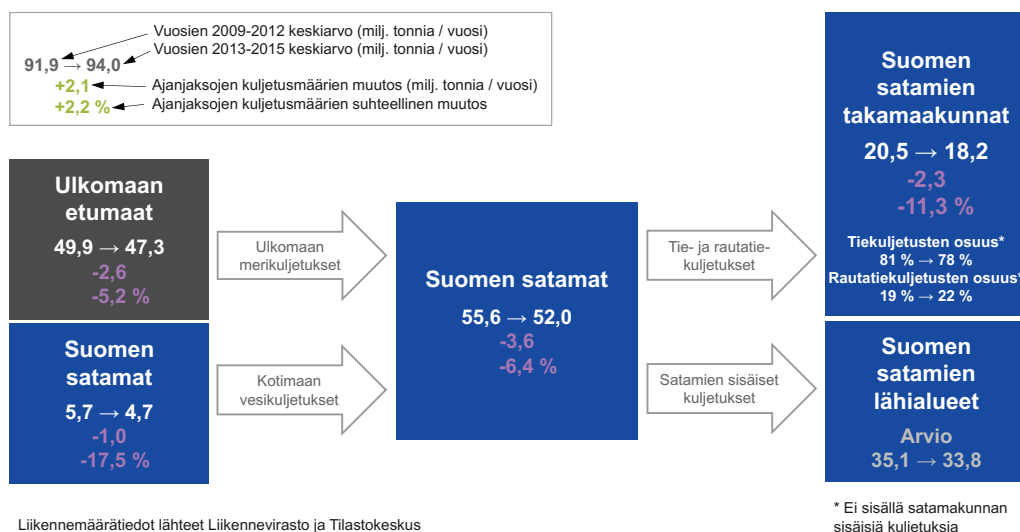 Vuosien 2009-2012 keskiarvo (milj. tonnia / vuosi)
Vuosien 2013-2015 keskiarvo (milj. tonnia / vuosi)
91,9 → 94,0
+2,1
Ajanjaksojen kuljetusmäärien muutos (milj. tonnia / vuosi)
+2,2 %
Ajanjaksojen kuljetusmäärien suhteellinen muutos
Ulkomaan
etumaat
49,9 → 47,3
-2,6
-5,2 %
Suomen
satamat
5,7 → 4,7
-1,0
-17,5 %
Ulkomaan
merikuljetukset
Kotimaan
vesikuljetukset
Suomen satamat
55,6 → 52,0
-3,6
-6,4 %
Tie- ja rautatie-
kuljetukset
Satamien sisäiset
kuljetukset
Suomen
satamien
takamaakunnat
20,5 → 18,2
-2,3
-11,3 %
Tiekuljetusten osuus*
81 % → 78 %
Rautatiekuljetusten osuus*
19 % → 22 %
Suomen
satamien
lähialueet
Arvio
35,1 → 33,8
Liikennemäärätiedot lähteet Liikennevirasto ja Tilastokeskus
* Ei sisällä satamakunnan
sisäisiä kuljetuksia